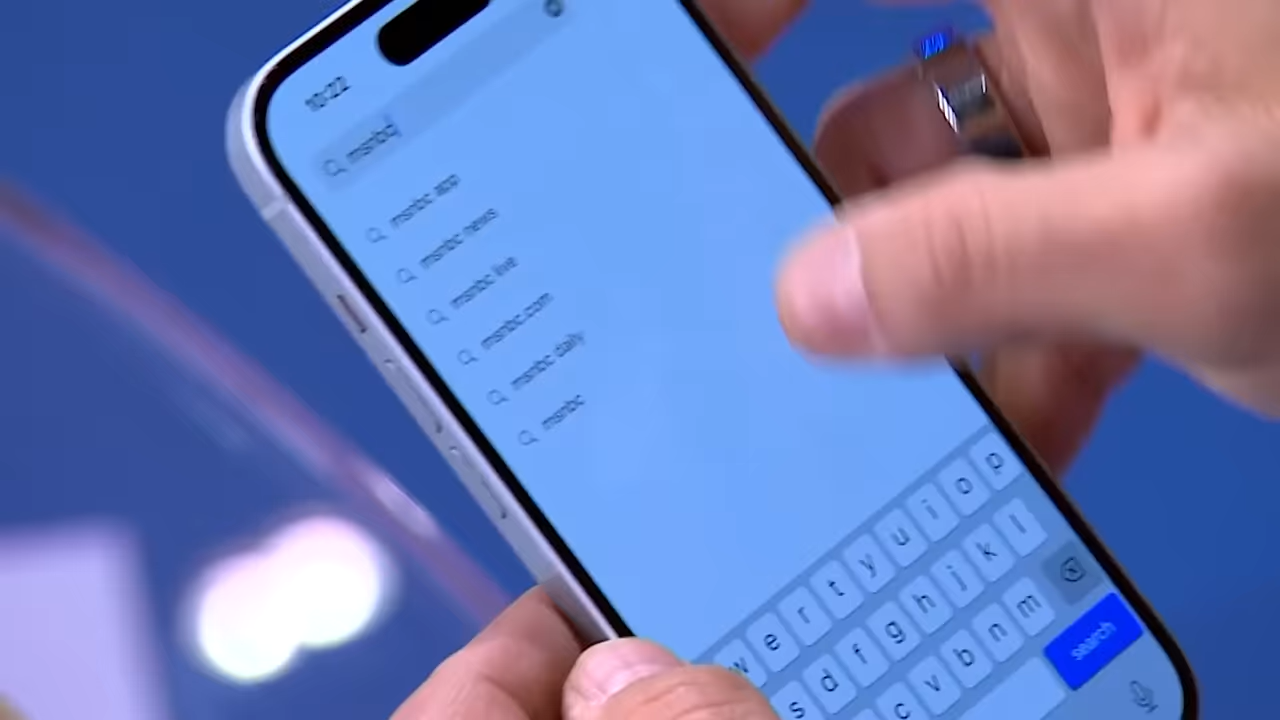 10:22
msnbc
msnbc app
msnbc news
msnbc live
msnbc.com
msnbc daily
msnbc
w e r t y u i o p
s d f g h j k l
c v b n m
search